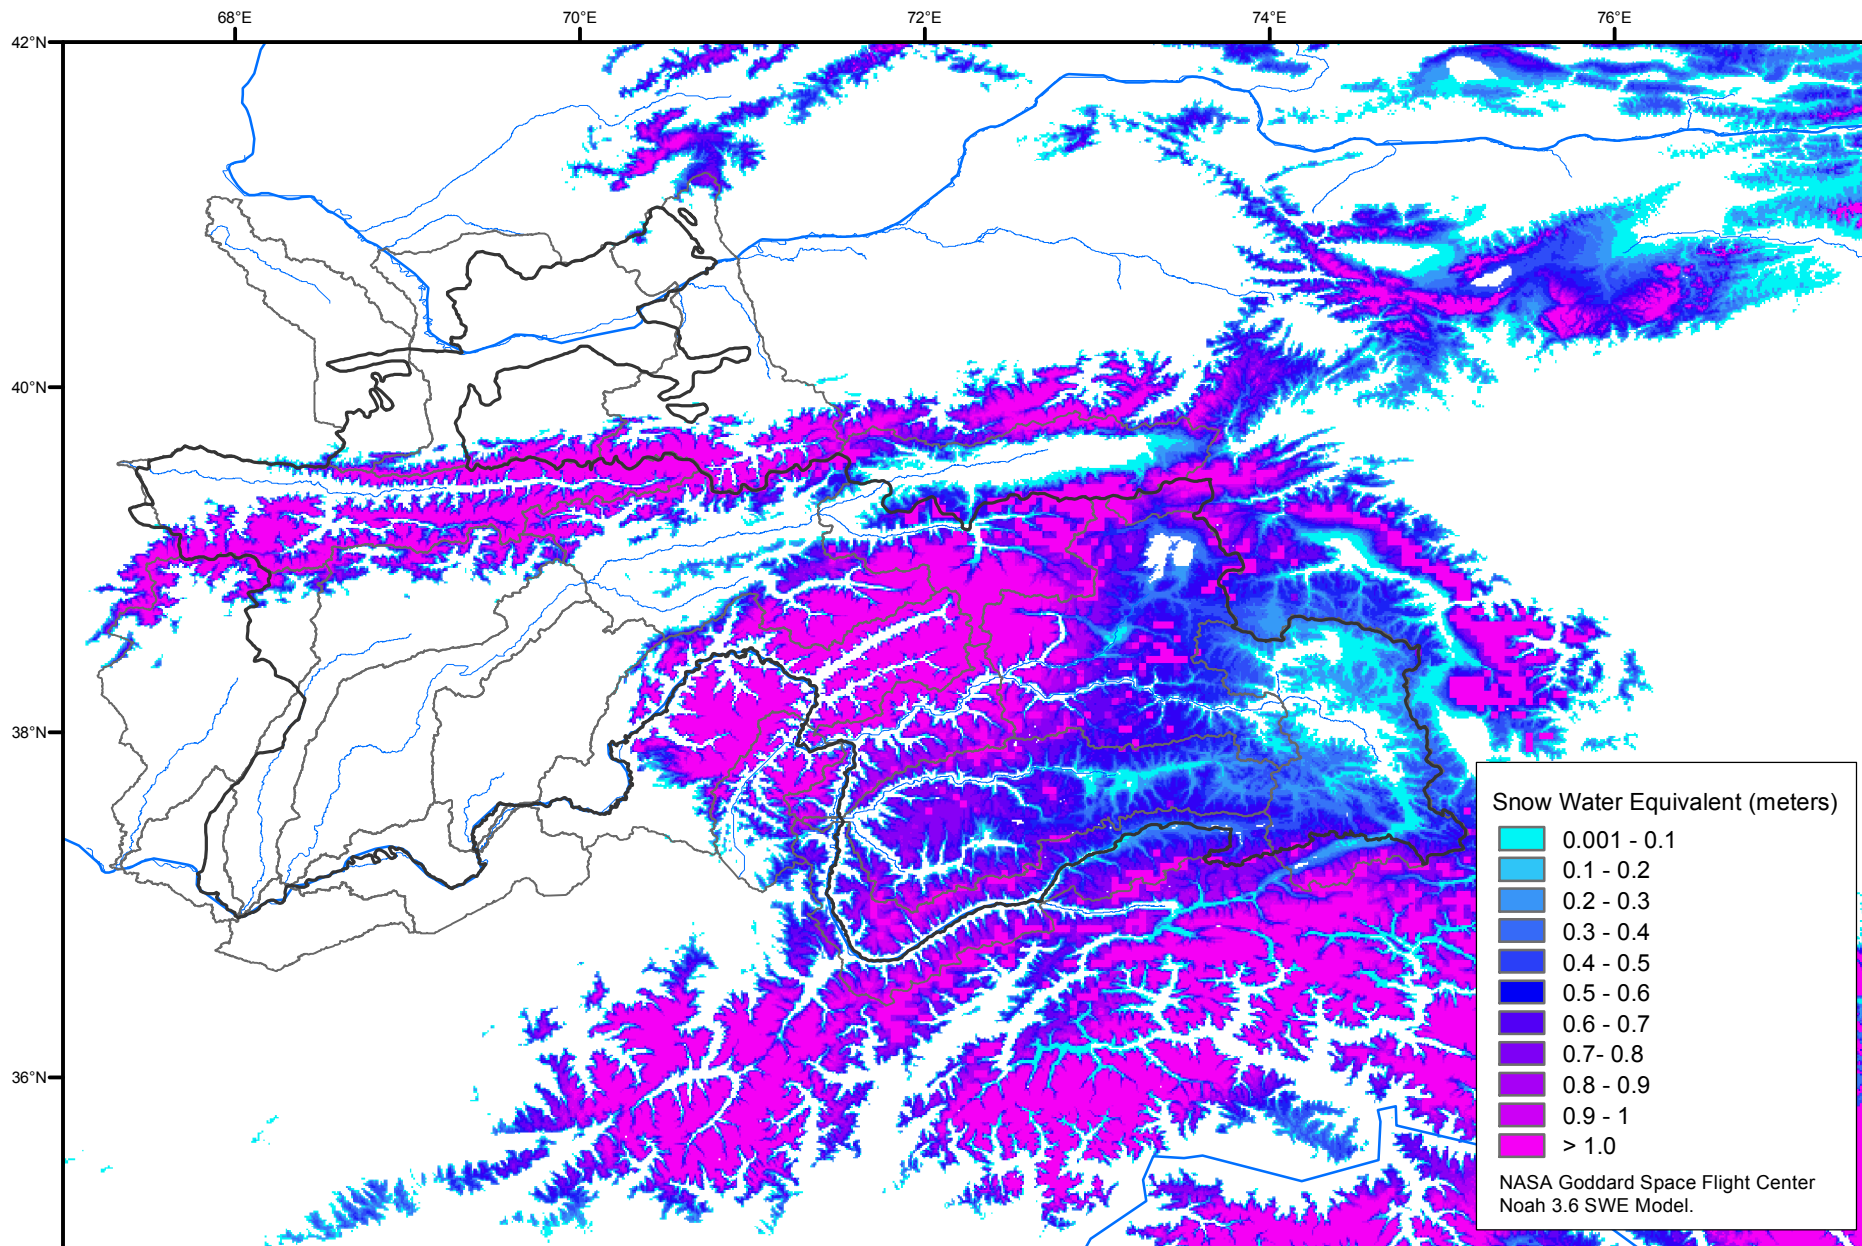 68°E
70°E
72°E
74°E
76°E
42°N
40°N
38°N
36°N
Snow Water Equivalent (meters)
0.001 - 0.1
0.1 - 0.2
0.2 - 0.3
0.3 - 0.4
0.4 - 0.5
0.5 - 0.6
0.6 - 0.7
0.7- 0.8
0.8 - 0.9
0.9 - 1
> 1.0
NASA Goddard Space Flight Center
Noah 3.6 SWE Model.